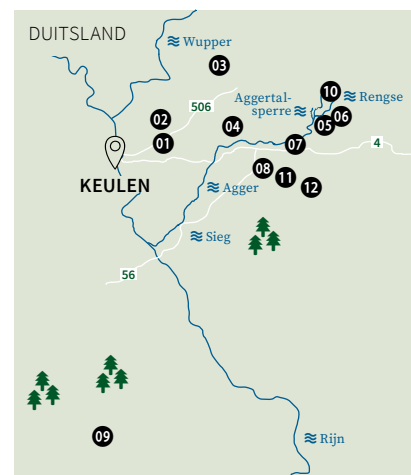 DUITSLAND
Wupper
03
10
506
Aggertal-
sperre
Rengse
02
04
05
06
01
07
4
KEULEN
08
11
12
Agger
Sieg
56
09
Rijn